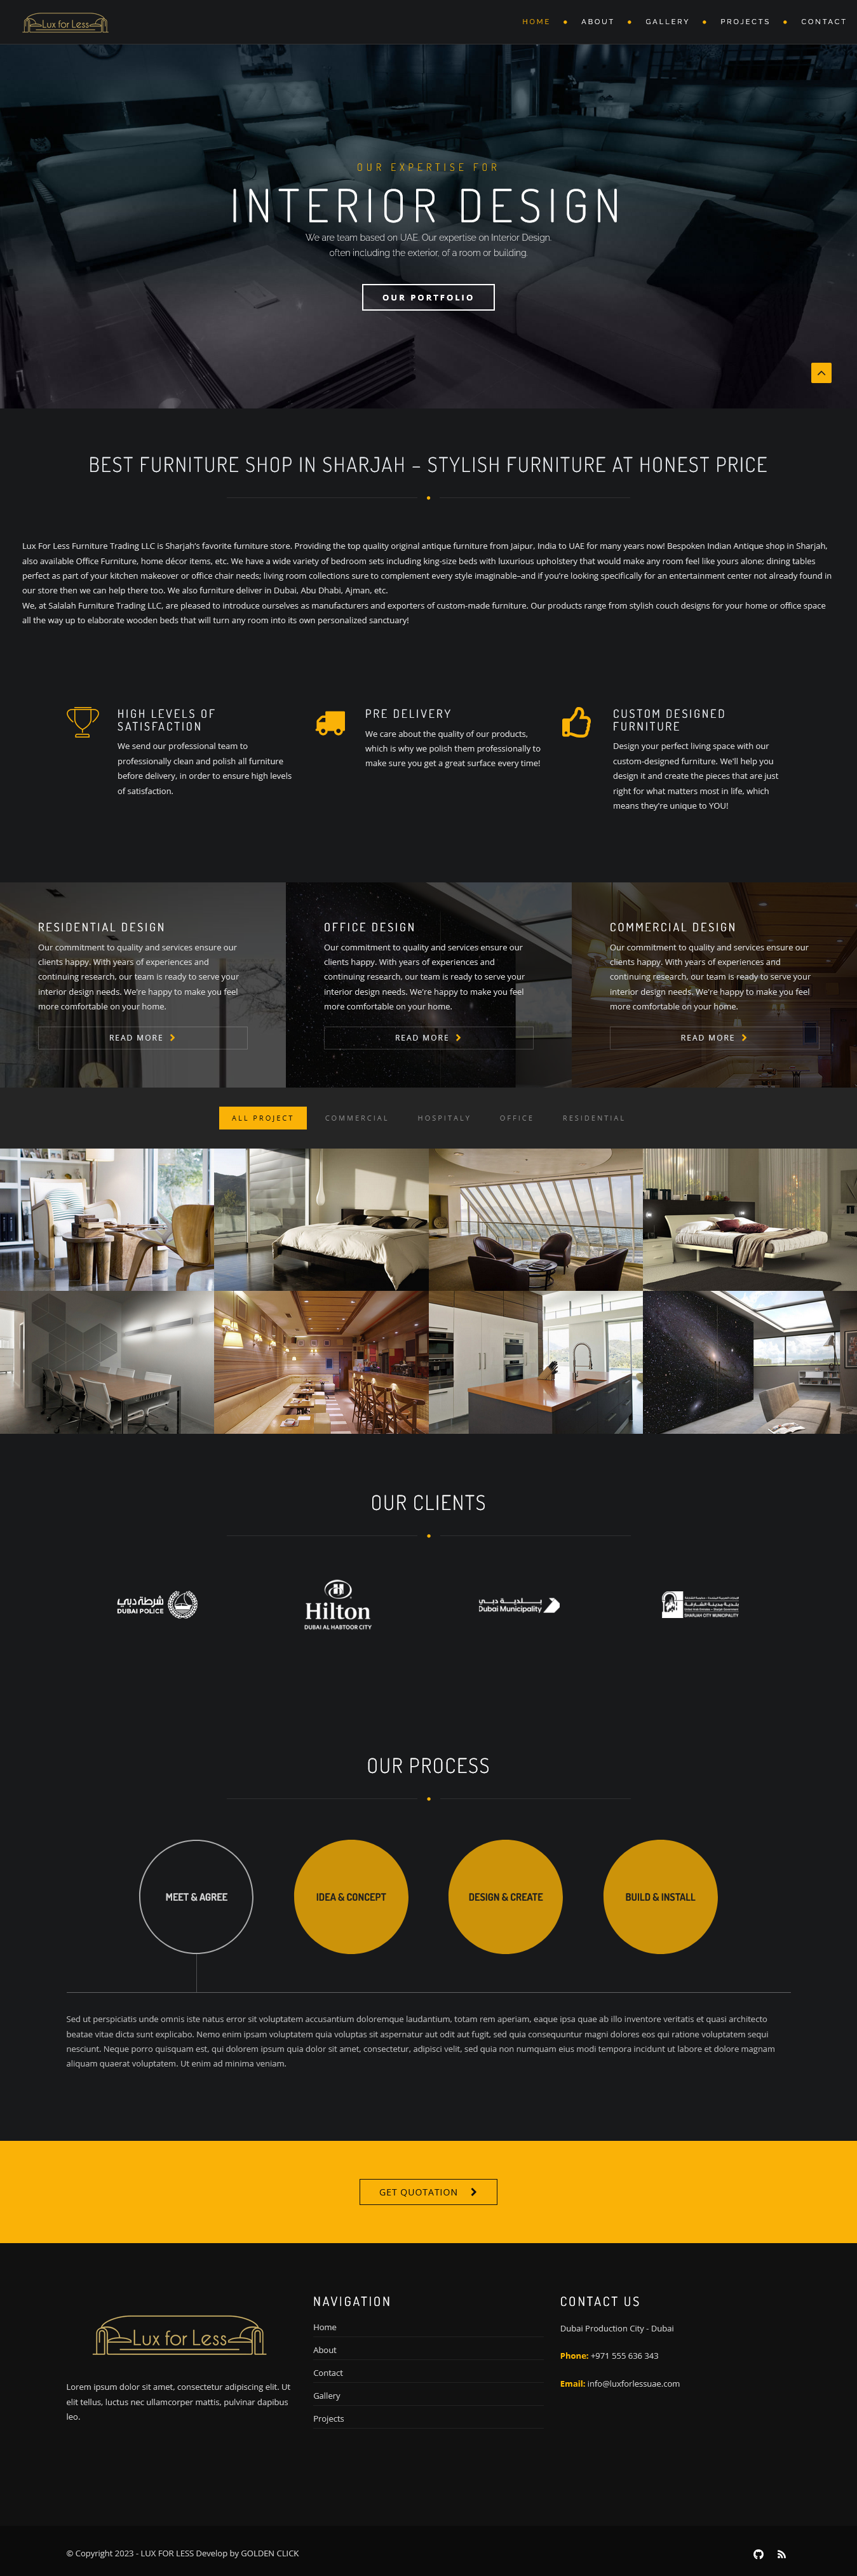 Lux for Less
HOME
ABOUT
GALLERY
PROJECTS
CONTACT
OUR EXPERTISE FOR
INTERIOR DESIGN
We are team based on UAE. Our expertise on Interior Design.
often including the exterior, of a room or building.
OUR PORTFOLIO
BEST FURNITURE SHOP IN SHARJAH – STYLISH FURNITURE AT HONEST PRICE
Lux For Less Furniture Trading LLC is Sharjah's favorite furniture store. Providing the top quality original antique furniture from Jaipur, India to UAE for many years now! Bespoken Indian Antique shop in Sharjah,
also available Office Furniture, home décor items, etc. We have a wide variety of bedroom sets including king-size beds with luxurious upholstery that would make any room feel like yours alone; dining tables
perfect as part of your kitchen makeover or office chair needs; living room collections sure to complement every style imaginable–and if you're looking specifically for an entertainment center not already found in
our store then we can help there too. We also furniture deliver in Dubai, Abu Dhabi, Ajman, etc.
We, at Salalah Furniture Trading LLC, are pleased to introduce ourselves as manufacturers and exporters of custom-made furniture. Our products range from stylish couch designs for your home or office space
all the way up to elaborate wooden beds that will turn any room into its own personalized sanctuary!
HIGH LEVELS OF
SATISFACTION
We send our professional team to
professionally clean and polish all furniture
before delivery, in order to ensure high levels
of satisfaction.
PRE DELIVERY
We care about the quality of our products,
which is why we polish them professionally to
make sure you get a great surface every time!
CUSTOM DESIGNED
FURNITURE
Design your perfect living space with our
custom-designed furniture. We'll help you
design it and create the pieces that are just
right for what matters most in life, which
means they're unique to YOU!
RESIDENTIAL DESIGN
Our commitment to quality and services ensure our
clients happy. With years of experiences and
continuing research, our team is ready to serve your
interior design needs. We're happy to make you feel
more comfortable on your home.
READ MORE
OFFICE DESIGN
Our commitment to quality and services ensure our
clients happy. With years of experiences and
continuing research, our team is ready to serve your
interior design needs. We're happy to make you feel
more comfortable on your home.
READ MORE
COMMERCIAL DESIGN
Our commitment to quality and services ensure our
clients happy. With years of experiences and
continuing research, our team is ready to serve your
interior design needs. We're happy to make you feel
more comfortable on your home.
READ MORE
ALL PROJECT
COMMERCIAL
HOSPITALY
OFFICE
RESIDENTIAL
OUR CLIENTS
شرطة دبي
DUBAI POLICE
Hilton
DUBAI AL HABTOOR CITY
بلدية دبي
Dubai Municipality
SHARJAH CITY MUNICIPALITY
OUR PROCESS
MEET & AGREE
IDEA & CONCEPT
DESIGN & CREATE
BUILD & INSTALL
Sed ut perspiciatis unde omnis iste natus error sit voluptatem accusantium doloremque laudantium, totam rem aperiam, eaque ipsa quae ab illo inventore veritatis et quasi architecto
beatae vitae dicta sunt explicabo. Nemo enim ipsam voluptatem quia voluptas sit aspernatur aut odit aut fugit, sed quia consequuntur magni dolores eos qui ratione voluptatem sequi
nesciunt. Neque porro quisquam est, qui dolorem ipsum quia dolor sit amet, consectetur, adipisci velit, sed quia non numquam eius modi tempora incidunt ut labore et dolore magnam
aliquam quaerat voluptatem. Ut enim ad minima veniam.
GET QUOTATION
Lux for Less
Lorem ipsum dolor sit amet, consectetur adipiscing elit. Ut
elit tellus, luctus nec ullamcorper mattis, pulvinar dapibus
leo.
NAVIGATION
Home
About
Contact
Gallery
Projects
CONTACT US
Dubai Production City - Dubai
Phone: +971 555 636 343
Email: info@luxforlessuae.com
© Copyright 2023 - LUX FOR LESS Develop by GOLDEN CLICK